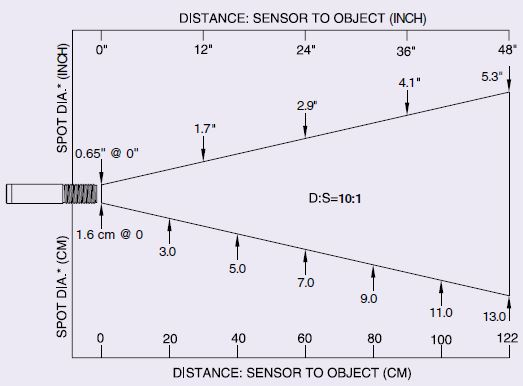 DISTANCE: SENSOR TO OBJECT (INCH)
0" 12" 24" 36" 48"
SPOT DIA.* (INCH)
0.65" @ 0"
1.7"
2.9"
4.1"
5.3"
D:S=10:1
1.6 cm @ 0
3.0
5.0
7.0
9.0
11.0
13.0
SPOT DIA.* (CM)
0 20 40 60 80 100 122
DISTANCE: SENSOR TO OBJECT (CM)